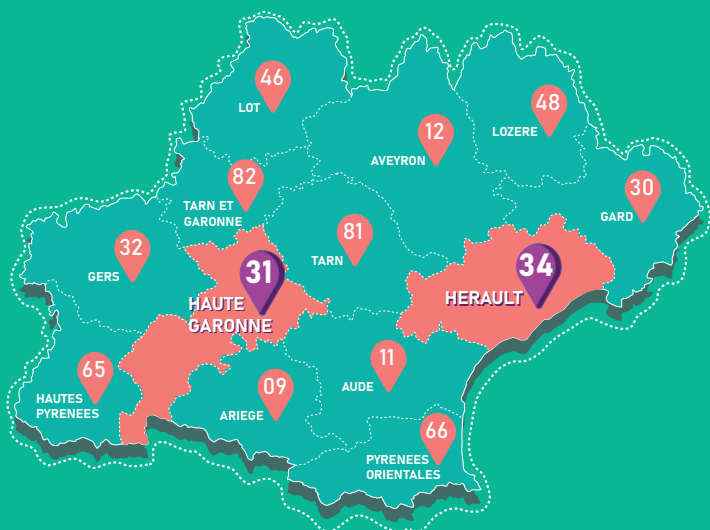 46
LOT
48
LOZERE
12
AVEYRON
82
TARN ET
GARONNE
30
GARD
81
TARN
32
GERS
31
HAUTE
GARONNE
34
HERAULT
65
HAUTES
PYRENEES
11
AUDE
09
ARIEGE
66
PYRENEES
ORIENTALES